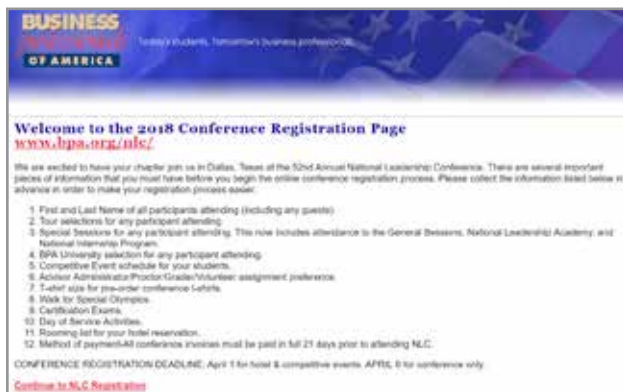 BUSINESS
PROFESSIONALS
OF AMERICA
Today's students. Tomorrow's business professionals.
Welcome to the 2018 Conference Registration Page
www.bpa.org/nlc/
We are excited to have your chapter join us in Dallas, Texas at the 52nd Annual National Leadership Conference. There are several important
pieces of information that you must have before you begin the online conference registration process. Please collect the information listed below in
advance in order to make your registration process easier:
1. First and Last Name of all participants attending (including any guests)
2. Tour selections for any participant attending
3. Special Sessions for any participant attending. This now includes attendance to the General Sessions, National Leadership Academy, and
National Internship Program.
4. BPA University selection for any participant attending.
5. Competitive Event schedule for your students.
6. Advisor Administrator/Proctor/Grader/Volunteer assignment preference.
7. T-shirt size for pre-order conference t-shirts.
8. Walk for Special Olympics.
9. Certification Exams.
10. Day of Service Activities.
11. Rooming list for your hotel reservation.
12. Method of payment-All conference invoices must be paid in full 21 days prior to attending NLC.
CONFERENCE REGISTRATION DEADLINE: April 1 for hotel & competitive events. APRIL 6 for conference only.
Continue to NLC Registration